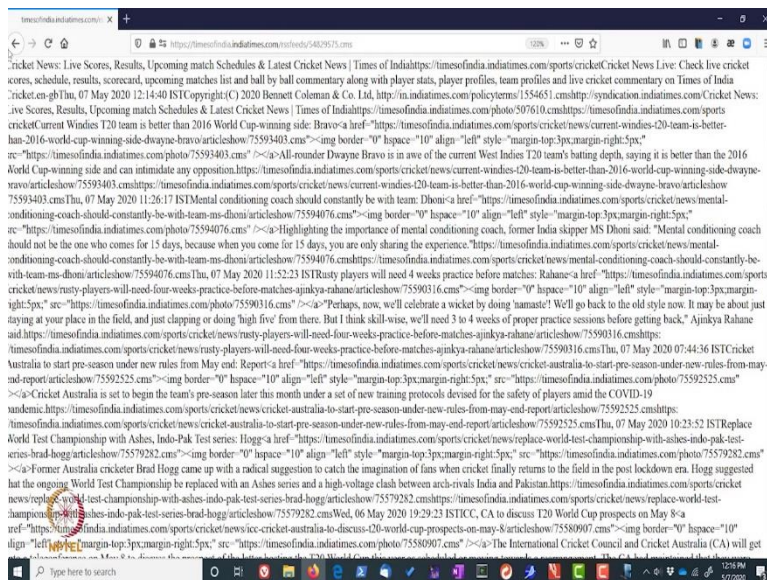 timesofindia.indiatimes.com/rs X
https://timesofindia.indiatimes.com/rssfeeds/54829575.cms
120%
Cricket News: Live Scores, Results, Upcoming match Schedules & Latest Cricket News | Times of Indiahttps://timesofindia.indiatimes.com/sports/cricketCricket News Live: Check live cricket
scores, schedule, results, scorecard, upcoming matches list and ball by ball commentary along with player stats, player profiles, team profiles and live cricket commentary on Times of India
Cricket.en-gbThu, 07 May 2020 12:14:40 ISTCopyright:(C) 2020 Bennett Coleman & Co. Ltd, http://in.indiatimes.com/policyterms/1554651.cmshttp://syndication.indiatimes.com/Cricket News:
Live Scores, Results, Upcoming match Schedules & Latest Cricket News | Times of Indiahttps://timesofindia.indiatimes.com/photo/507610.cmshttps://timesofindia.indiatimes.com/sports
cricketCurrent Windies T20 team is better than 2016 World Cup-winning side: Bravo<a href="https://timesofindia.indiatimes.com/sports/cricket/news/current-windies-t20-team-is-better-
than-2016-world-cup-winning-side-dwayne-bravo/articleshow/75593403.cms"><img border="0" hspace="10" align="left" style="margin-top:3px;margin-right:5px;"
src="https://timesofindia.indiatimes.com/photo/75593403.cms" /></a>All-rounder Dwayne Bravo is in awe of the current West Indies T20 team's batting depth, saying it is better than the 2016
World Cup-winning side and can intimidate any opposition.https://timesofindia.indiatimes.com/sports/cricket/news/current-windies-t20-team-is-better-than-2016-world-cup-winning-side-dwayne-
bravo/articleshow/75593403.cmshttps://timesofindia.indiatimes.com/sports/cricket/news/current-windies-t20-team-is-better-than-2016-world-cup-winning-side-dwayne-bravo/articleshow
75593403.cmsThu, 07 May 2020 11:26:17 ISTMental conditioning coach should constantly be with team: Dhoni<a href="https://timesofindia.indiatimes.com/sports/cricket/news/mental-
conditioning-coach-should-constantly-be-with-team-ms-dhoni/articleshow/75594076.cms"><img border="0" hspace="10" align="left" style="margin-top:3px;margin-right:5px;"
src="https://timesofindia.indiatimes.com/photo/75594076.cms" /></a>Highlighting the importance of mental conditioning coach, former India skipper MS Dhoni said: "Mental conditioning coach
should not be the one who comes for 15 days, because when you come for 15 days, you are only sharing the experience."https://timesofindia.indiatimes.com/sports/cricket/news/mental-
conditioning-coach-should-constantly-be-with-team-ms-dhoni/articleshow/75594076.cmshttps://timesofindia.indiatimes.com/sports/cricket/news/mental-conditioning-coach-should-constantly-be-
with-team-ms-dhoni/articleshow/75594076.cmsThu, 07 May 2020 11:52:23 ISTRusty players will need 4 weeks practice before matches: Rahane<a href="https://timesofindia.indiatimes.com/sports
cricket/news/rusty-players-will-need-four-weeks-practice-before-matches-ajinkya-rahane/articleshow/75590316.cms"><img border="0" hspace="10" align="left" style="margin-top:3px;margin-
right:5px;" src="https://timesofindia.indiatimes.com/photo/75590316.cms" /></a>"Perhaps, now, we'll celebrate a wicket by doing 'namaste'! We'll go back to the old style now. It may be about just
staying at your place in the field, and just clapping or doing 'high five' from there. But I think skill-wise, we'll need 3 to 4 weeks of proper practice sessions before getting back," Ajinkya Rahane
said.https://timesofindia.indiatimes.com/sports/cricket/news/rusty-players-will-need-four-weeks-practice-before-matches-ajinkya-rahane/articleshow/75590316.cmshttps:
/timesofindia.indiatimes.com/sports/cricket/news/rusty-players-will-need-four-weeks-practice-before-matches-ajinkya-rahane/articleshow/75590316.cmsThu, 07 May 2020 07:44:36 ISTCricket
Australia to start pre-season under new rules from May end: Report<a href="https://timesofindia.indiatimes.com/sports/cricket/news/cricket-australia-to-start-pre-season-under-new-rules-from-may-
end-report/articleshow/75592525.cms"><img border="0" hspace="10" align="left" style="margin-top:3px;margin-right:5px;" src="https://timesofindia.indiatimes.com/photo/75592525.cms"
></a>Cricket Australia is set to begin the team's pre-season later this month under a set of new training protocols devised for the safety of players amid the COVID-19
pandemic.https://timesofindia.indiatimes.com/sports/cricket/news/cricket-australia-to-start-pre-season-under-new-rules-from-may-end-report/articleshow/75592525.cmshttps:
/timesofindia.indiatimes.com/sports/cricket/news/cricket-australia-to-start-pre-season-under-new-rules-from-may-end-report/articleshow/75592525.cmsThu, 07 May 2020 10:23:52 ISTReplace
World Test Championship with Ashes, Indo-Pak Test series: Hogg<a href="https://timesofindia.indiatimes.com/sports/cricket/news/replace-world-test-championship-with-ashes-indo-pak-test-
series-brad-hogg/articleshow/75579282.cms"><img border="0" hspace="10" align="left" style="margin-top:3px;margin-right:5px;" src="https://timesofindia.indiatimes.com/photo/75579282.cms"
></a>Former Australia cricketer Brad Hogg came up with a radical suggestion to catch the imagination of fans when cricket finally returns to the field in the post lockdown era. Hogg suggested
that the ongoing World Test Championship be replaced with an Ashes series and a high-voltage clash between arch-rivals India and Pakistan.https://timesofindia.indiatimes.com/sports/cricket
news/replace-world-test-championship-with-ashes-indo-pak-test-series-brad-hogg/articleshow/75579282.cmshttps://timesofindia.indiatimes.com/sports/cricket/news/replace-world-test-
championship-with-ashes-indo-pak-test-series-brad-hogg/articleshow/75579282.cmsWed, 06 May 2020 19:29:23 ISTICC, CA to discuss T20 World Cup prospects on May 8<a
href="https://timesofindia.indiatimes.com/sports/cricket/news/icc-cricket-australia-to-discuss-t20-world-cup-prospects-on-may-8/articleshow/75580907.cms"><img border="0" hspace="10"
align="left" style="margin-top:3px;margin-right:5px;" src="https://timesofindia.indiatimes.com/photo/75580907.cms" /></a>The International Cricket Council and Cricket Australia (CA) will get
NPTEL
Type here to search
12:16 PM
5/7/2020